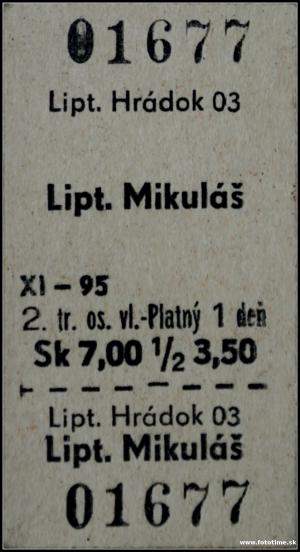 01677
Lipt. Hrádok 03
Lipt. Mikuláš
XI – 95
2. tr. os. vl.-Platný 1 deň
Sk 7,00 1/2 3,50
Lipt. Hrádok 03
Lipt. Mikuláš
01677
www.fototime.sk